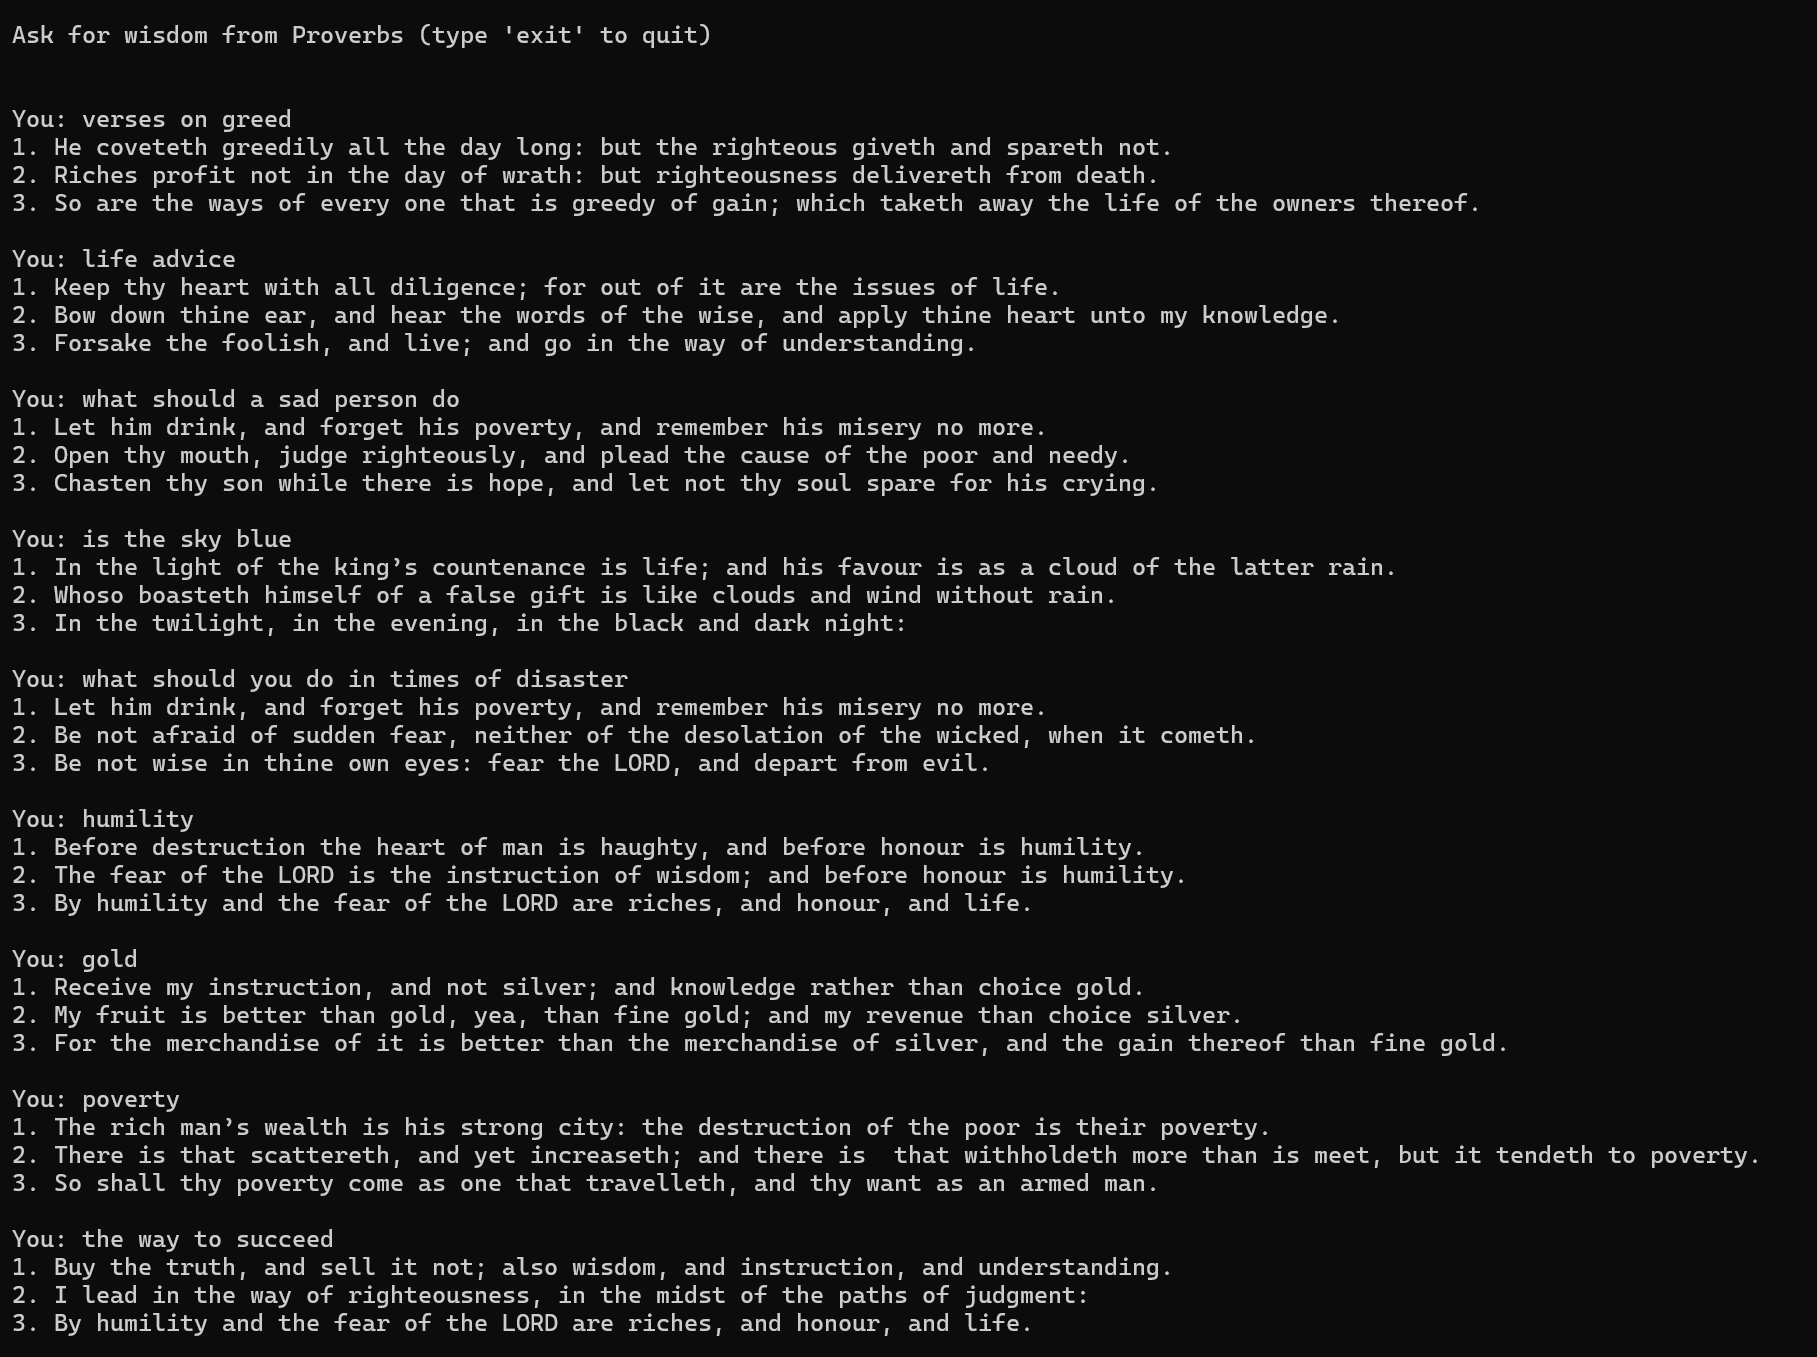 Ask for wisdom from Proverbs (type 'exit' to quit)
You: verses on greed
1. He coveteth greedily all the day long: but the righteous giveth and spareth not.
2. Riches profit not in the day of wrath: but righteousness delivereth from death.
3. So are the ways of every one that is greedy of gain; which taketh away the life of the owners thereof.
You: life advice
1. Keep thy heart with all diligence; for out of it are the issues of life.
2. Bow down thine ear, and hear the words of the wise, and apply thine heart unto my knowledge.
3. Forsake the foolish, and live; and go in the way of understanding.
You: what should a sad person do
1. Let him drink, and forget his poverty, and remember his misery no more.
2. Open thy mouth, judge righteously, and plead the cause of the poor and needy.
3. Chasten thy son while there is hope, and let not thy soul spare for his crying.
You: is the sky blue
1. In the light of the king’s countenance is life; and his favour is as a cloud of the latter rain.
2. Whoso boasteth himself of a false gift is like clouds and wind without rain.
3. In the twilight, in the evening, in the black and dark night:
You: what should you do in times of disaster
1. Let him drink, and forget his poverty, and remember his misery no more.
2. Be not afraid of sudden fear, neither of the desolation of the wicked, when it cometh.
3. Be not wise in thine own eyes: fear the LORD, and depart from evil.
You: humility
1. Before destruction the heart of man is haughty, and before honour is humility.
2. The fear of the LORD is the instruction of wisdom; and before honour is humility.
3. By humility and the fear of the LORD are riches, and honour, and life.
You: gold
1. Receive my instruction, and not silver; and knowledge rather than choice gold.
2. My fruit is better than gold, yea, than fine gold; and my revenue than choice silver.
3. For the merchandise of it is better than the merchandise of silver, and the gain thereof than fine gold.
You: poverty
1. The rich man’s wealth is his strong city: the destruction of the poor is their poverty.
2. There is that scattereth, and yet increaseth; and there is  that withholdeth more than is meet, but it tendeth to poverty.
3. So shall thy poverty come as one that travelleth, and thy want as an armed man.
You: the way to succeed
1. Buy the truth, and sell it not; also wisdom, and instruction, and understanding.
2. I lead in the way of righteousness, in the midst of the paths of judgment:
3. By humility and the fear of the LORD are riches, and honour, and life.